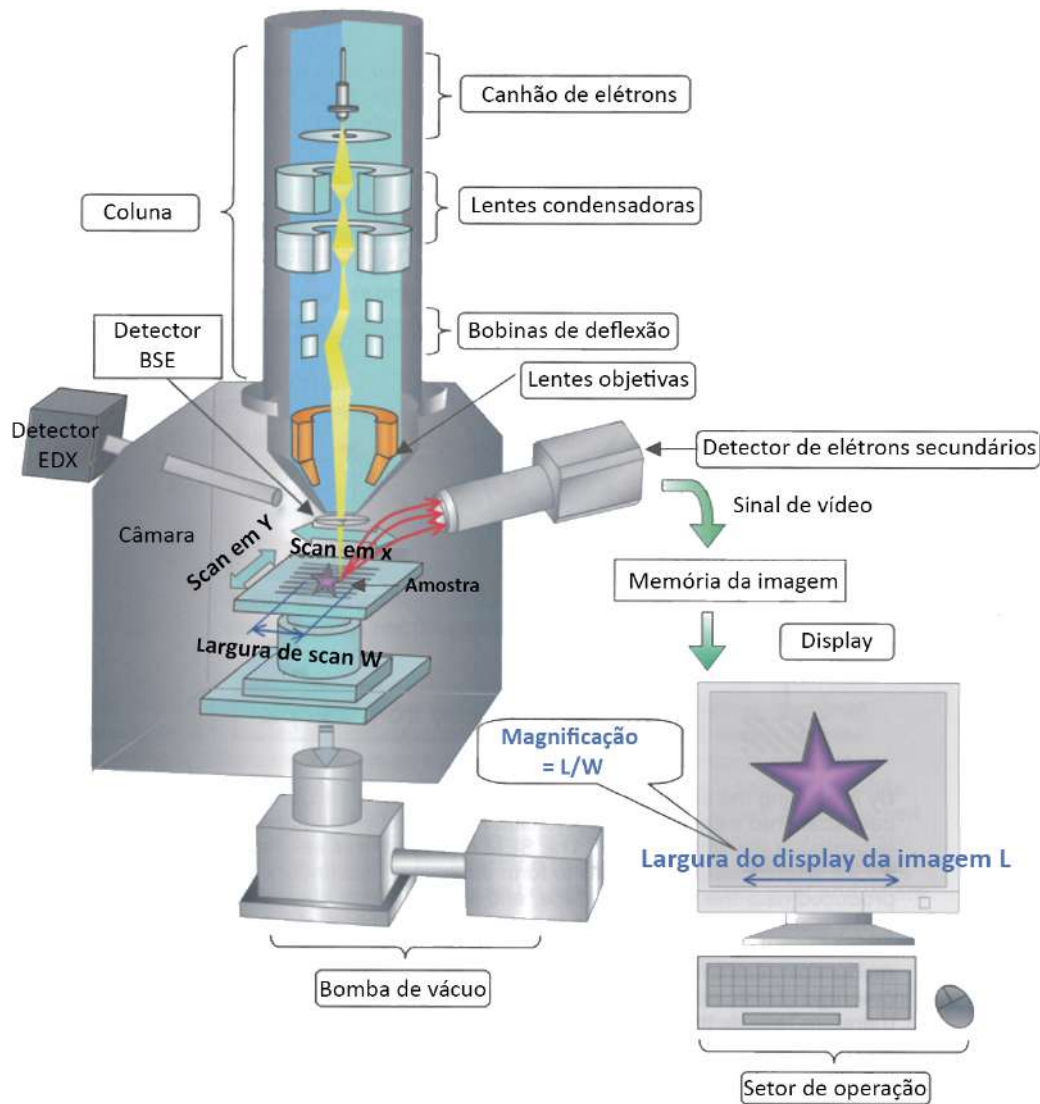 Canhão de elétrons
Coluna
Lentes condensadoras
Detector
BSE
Bobinas de deflexão
Lentes objetivas
Detector
EDX
Detector de elétrons secundários
Sinal de vídeo
Câmara
Scan em Y
Scan em x
Amostra
Memória da imagem
Largura de scan W
Display
Magnificação
= L/W
Largura do display da imagem L
Bomba de vácuo
Setor de operação